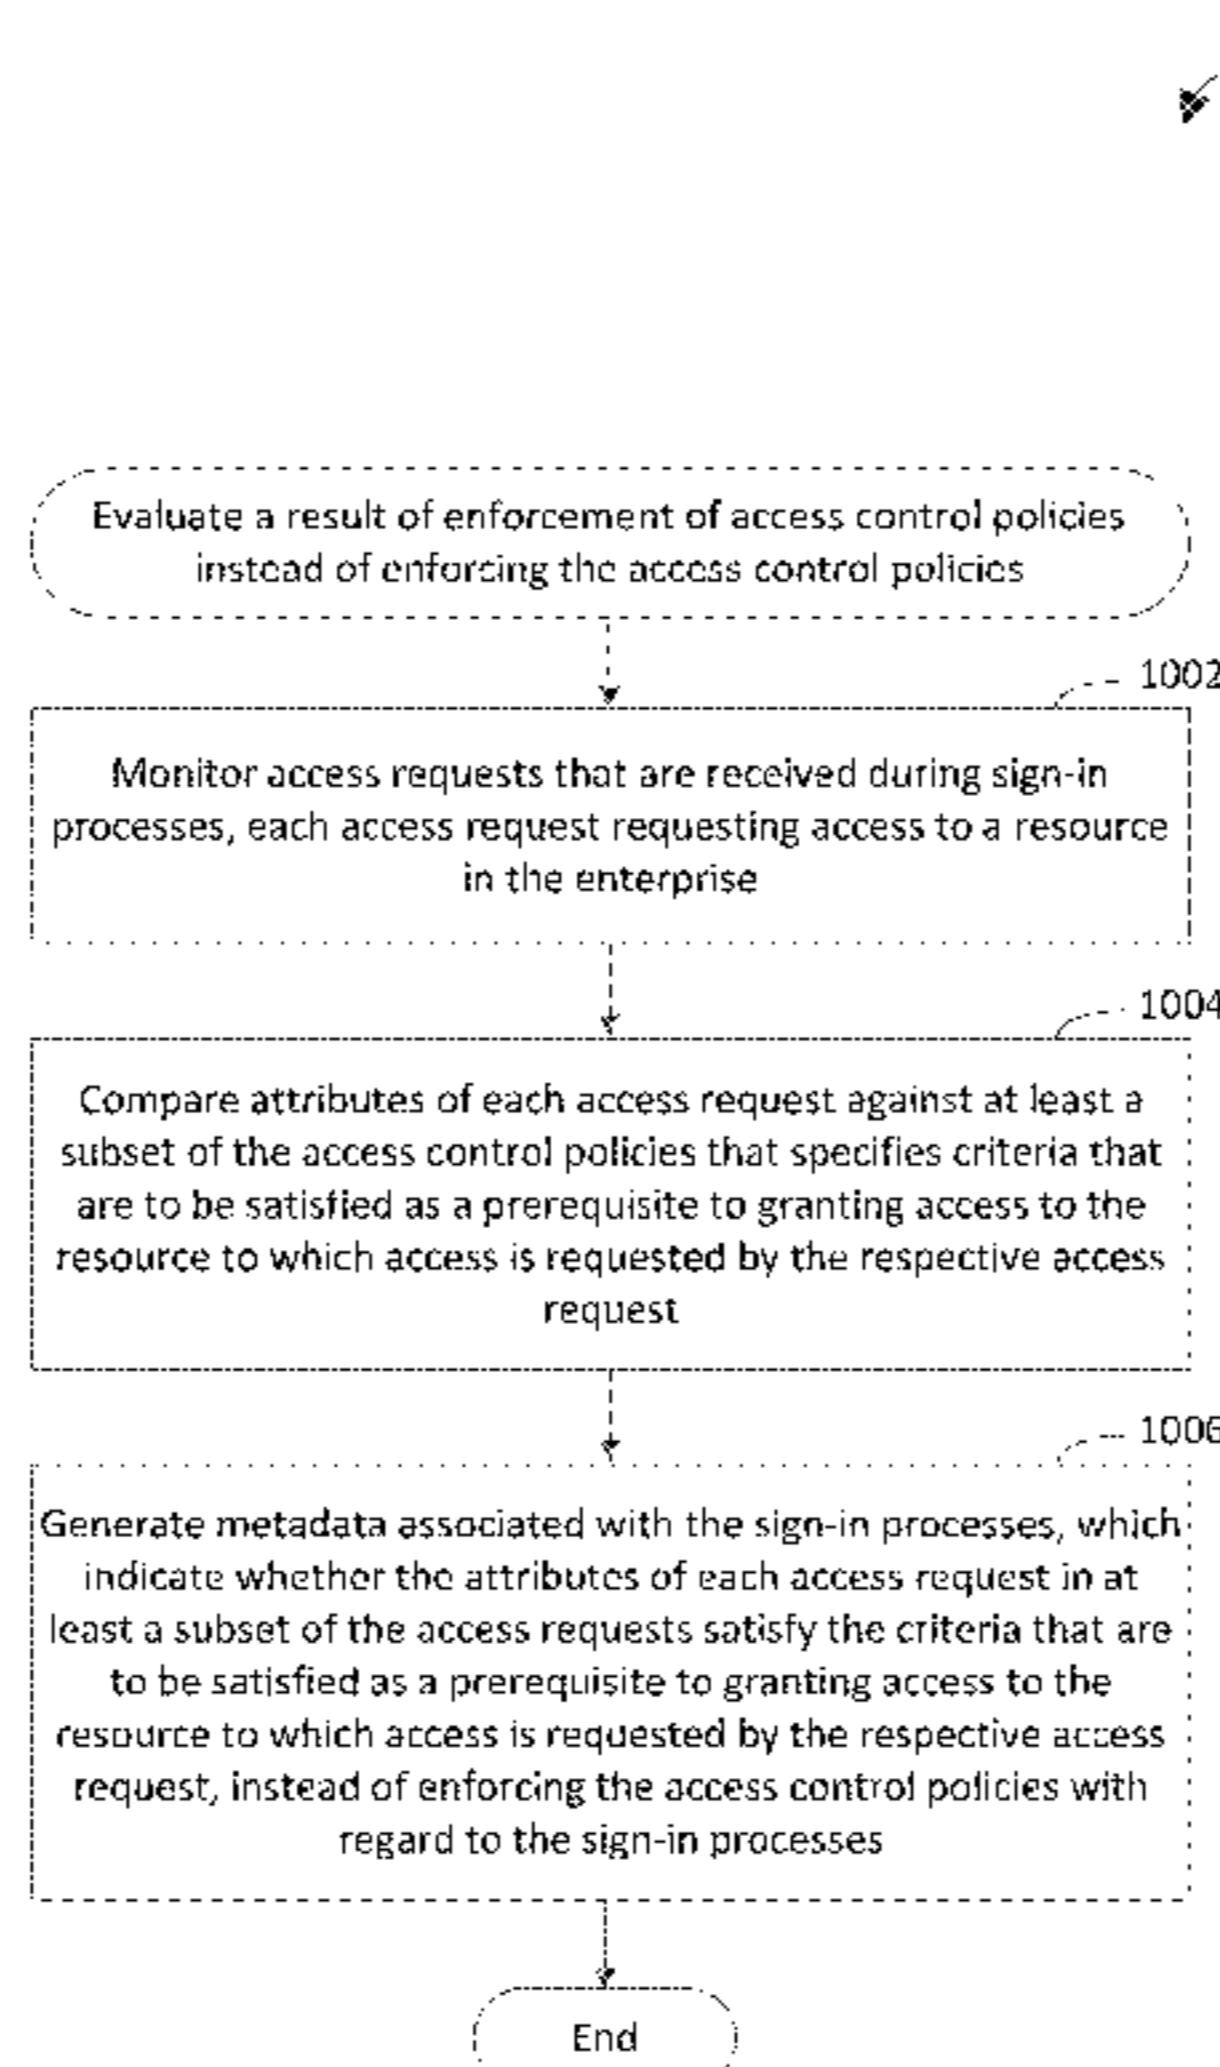 Evaluate a result of enforcement of access control policies
instead of enforcing the access control policies
1002
Monitor access requests that are received during sign-in
processes, each access request requesting access to a resource
in the enterprise
1004
Compare attributes of each access request against at least a
subset of the access control policies that specifies criteria that
are to be satisfied as a prerequisite to granting access to the
resource to which access is requested by the respective access
request
1006
Generate metadata associated with the sign-in processes, which
indicate whether the attributes of each access request in at
least a subset of the access requests satisfy the criteria that are
to be satisfied as a prerequisite to granting access to the
resource to which access is requested by the respective access
request, instead of enforcing the access control policies with
regard to the sign-in processes
End